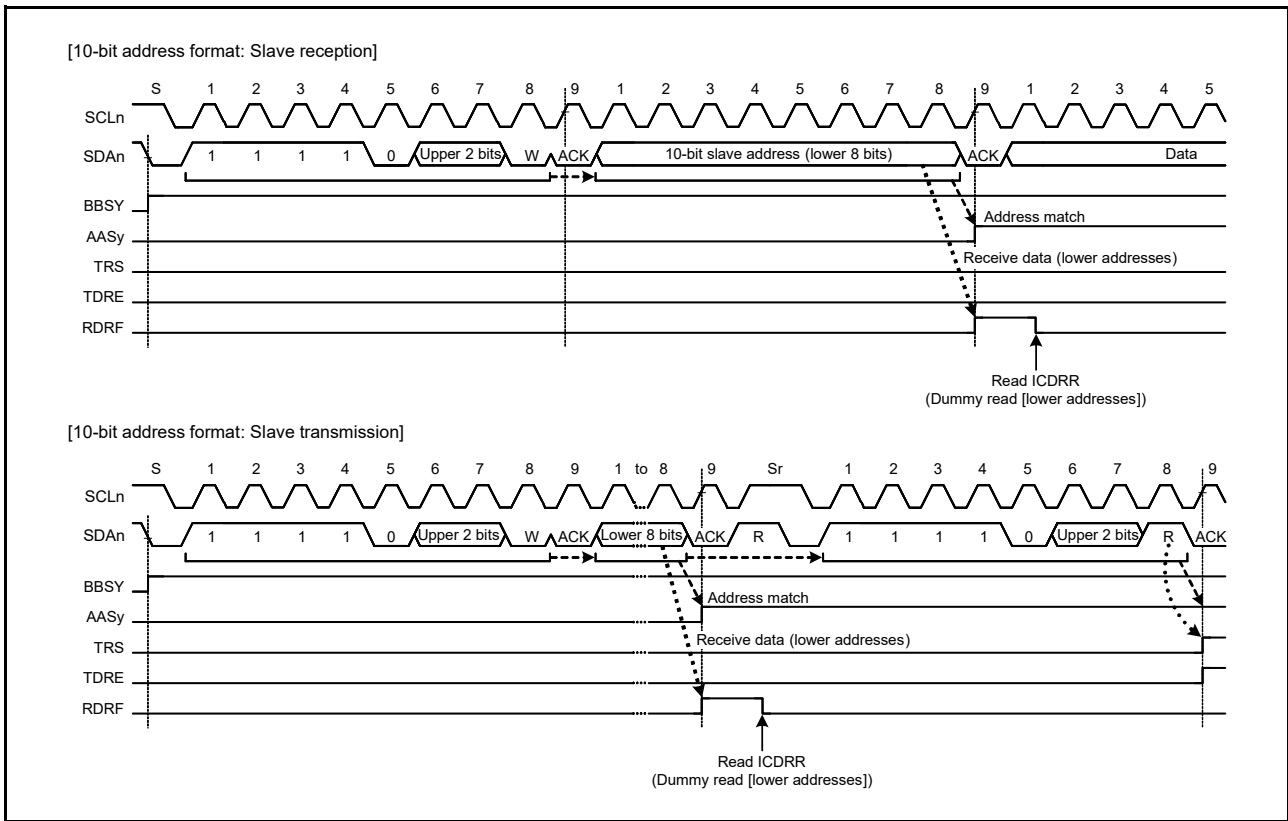 [10-bit address format: Slave reception]
S 1 2 3 4 5 6 7 8 9 1 2 3 4 5 6 7 8 9 1 2 3 4 5
SCLn
SDAn 1 1 1 1 0 Upper 2 bits W ACK 10-bit slave address (lower 8 bits) ACK Data
BBSY
Address match
AASy
Receive data (lower addresses)
TRS
TDRE
RDRF
Read ICDRR
(Dummy read [lower addresses])
[10-bit address format: Slave transmission]
S 1 2 3 4 5 6 7 8 9 1 to 8 9 Sr 1 2 3 4 5 6 7 8 9
SCLn
SDAn 1 1 1 1 0 Upper 2 bits W ACK Lower 8 bits ACK R 1 1 1 1 0 Upper 2 bits R ACK
BBSY
Address match
AASy
Receive data (lower addresses)
TRS
TDRE
RDRF
Read ICDRR
(Dummy read [lower addresses])